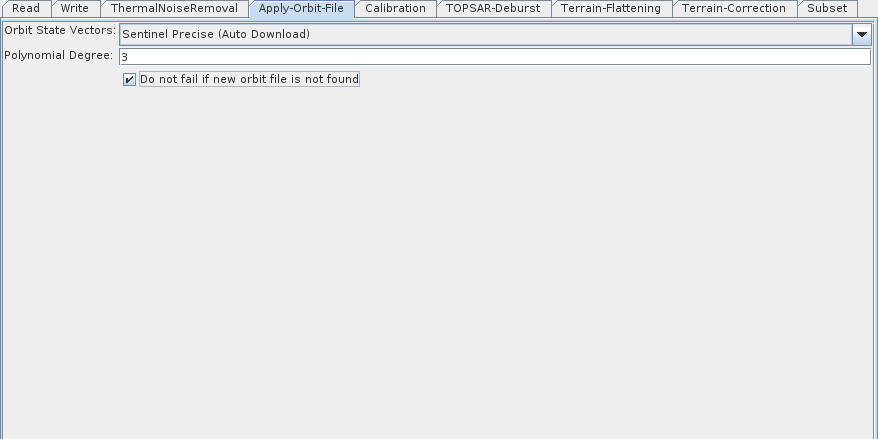 Read Write ThermalNoiseRemoval Apply-Orbit-File Calibration TOPSAR-Deburst Terrain-Flattening Terrain-Correction Subset
Orbit State Vectors: Sentinel Precise (Auto Download)
Polynomial Degree: 3
Do not fail if new orbit file is not found